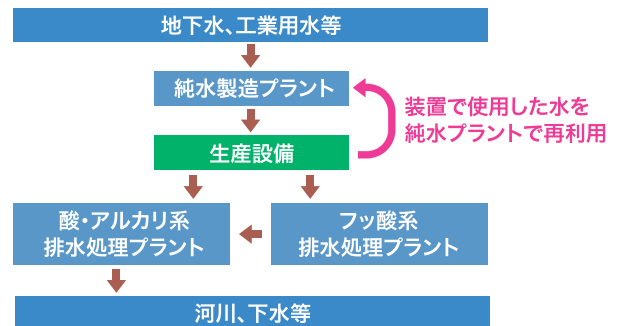 地下水、工業用水等
純水製造プラント
装置で使用した水を
純水プラントで再利用
生産設備
酸・アルカリ系
排水処理プラント
フッ酸系
排水処理プラント
河川、下水等